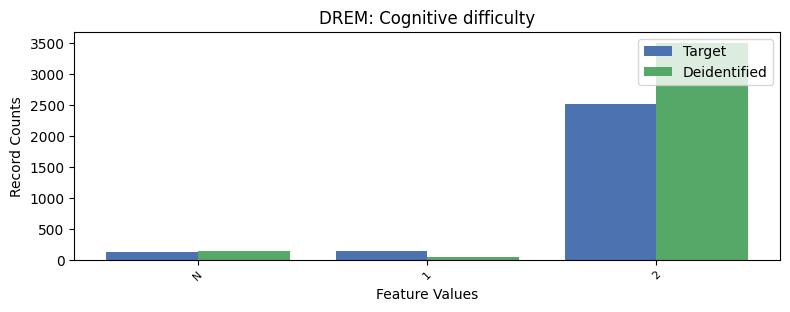 DREM: Cognitive difficulty
Record Counts
3500
3000
2500
2000
1500
1000
500
0
Target
Deidentified
N
1
2
Feature Values